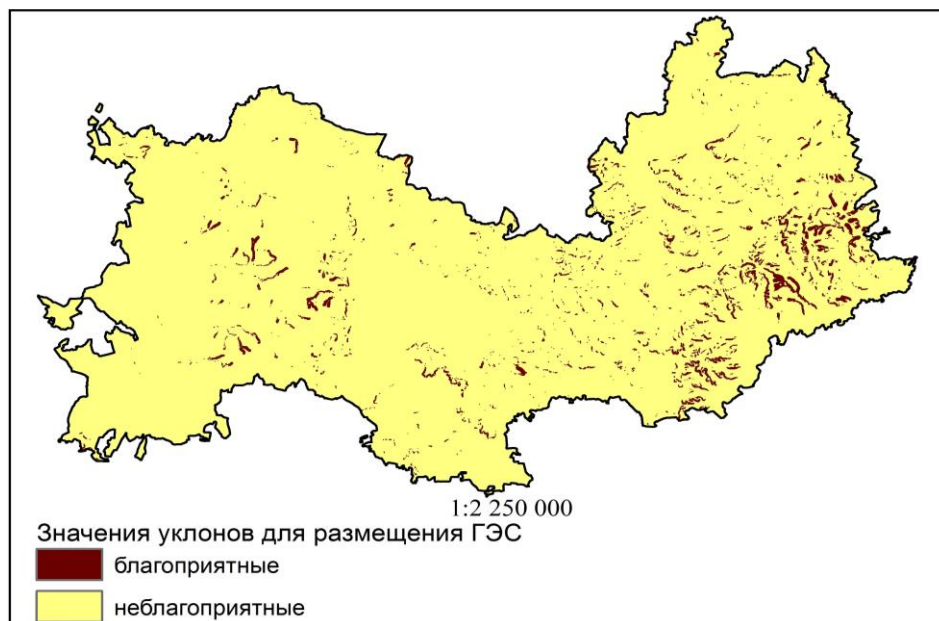 1:2 250 000
Значения уклонов для размещения ГЭС
благоприятные
неблагоприятные